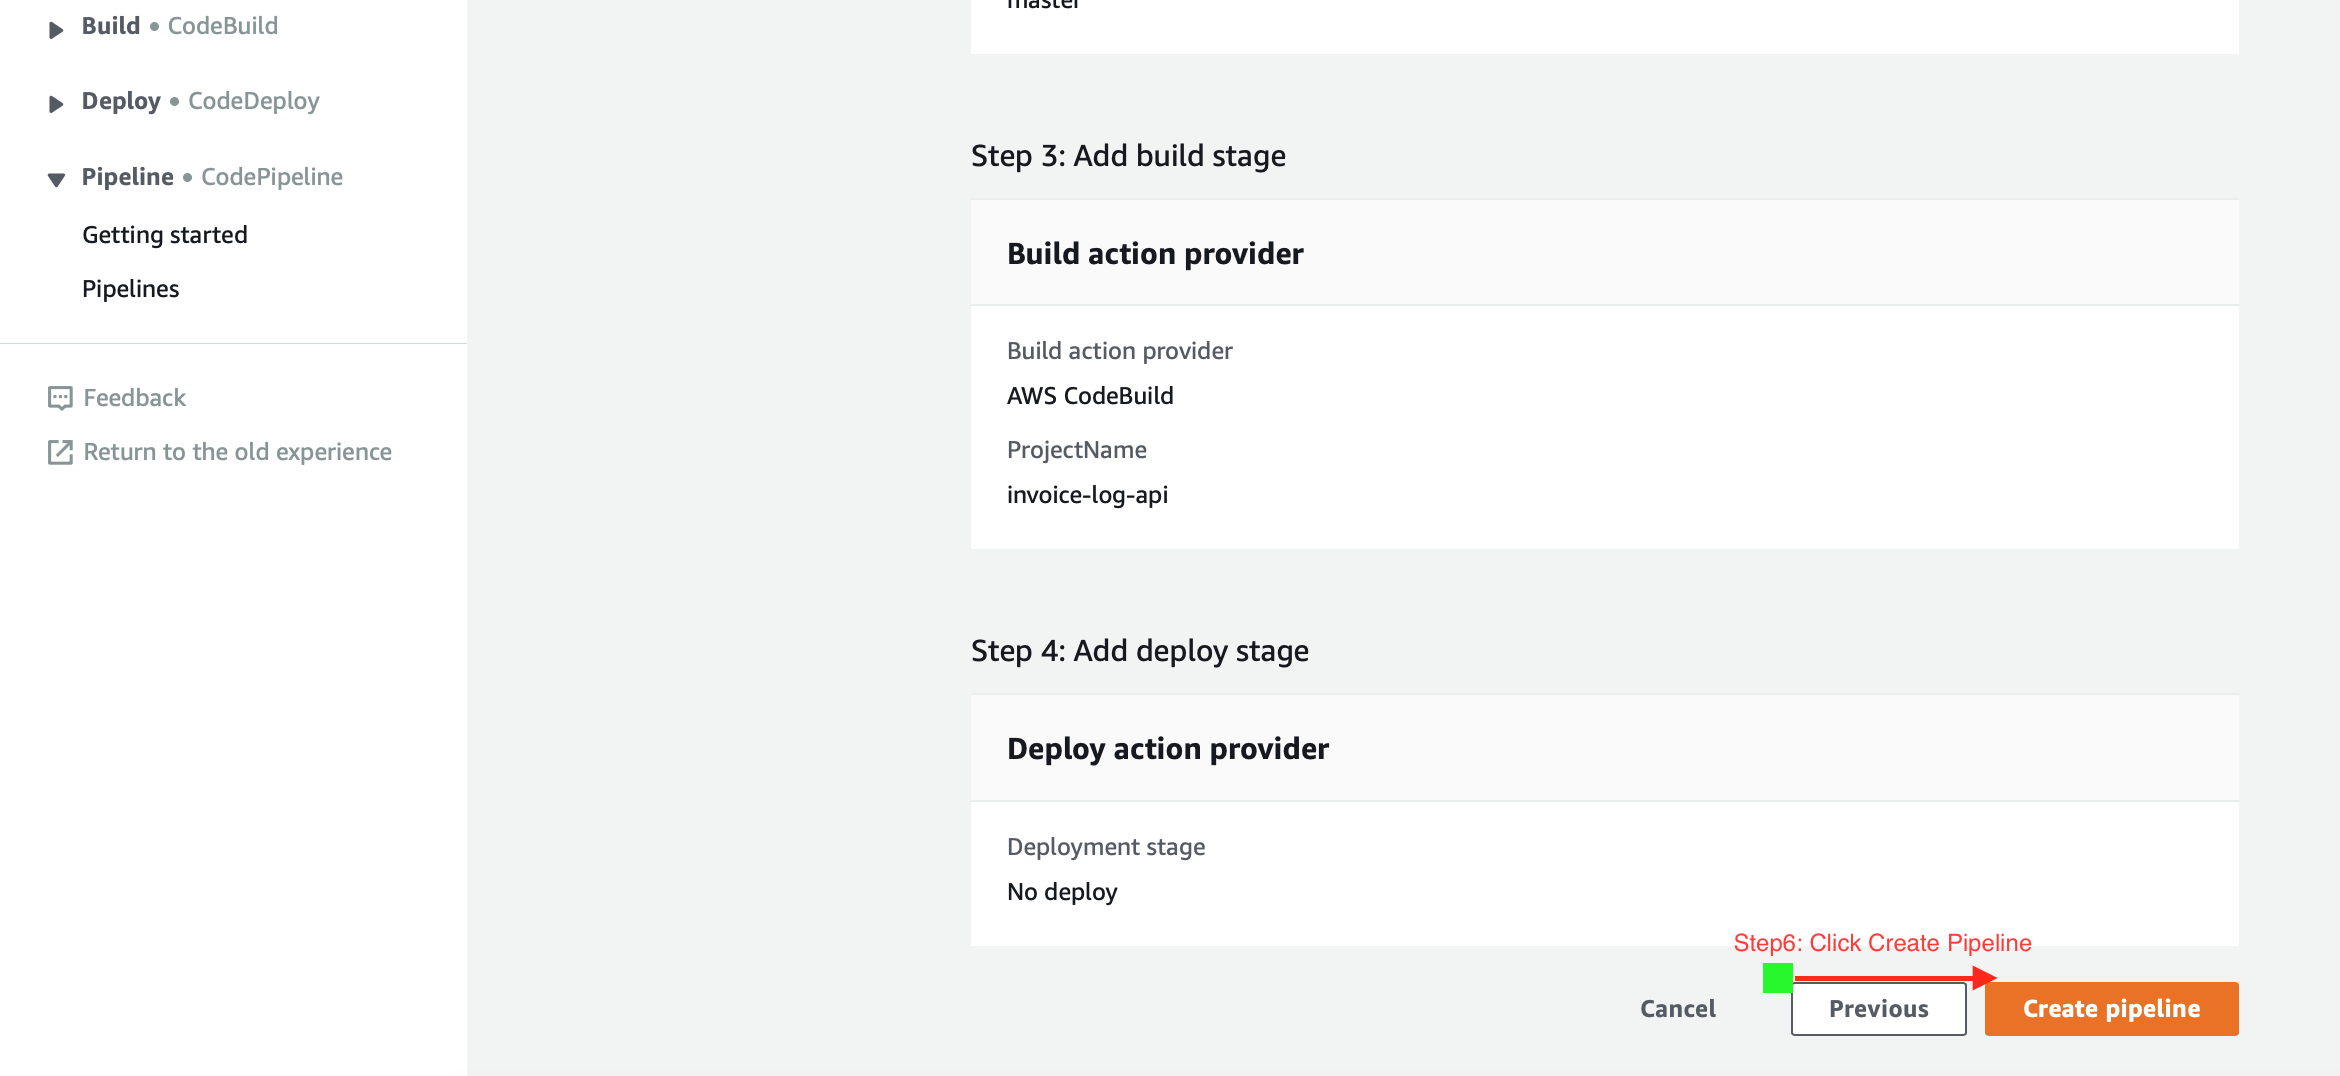 Build • CodeBuild
Deploy • CodeDeploy
Pipeline • CodePipeline
Getting started
Pipelines
Feedback
Return to the old experience
master
Step 3: Add build stage
Build action provider
Build action provider
AWS CodeBuild
ProjectName
invoice-log-api
Step 4: Add deploy stage
Deploy action provider
Deployment stage
No deploy
Step6: Click Create Pipeline
Cancel
Previous
Create pipeline